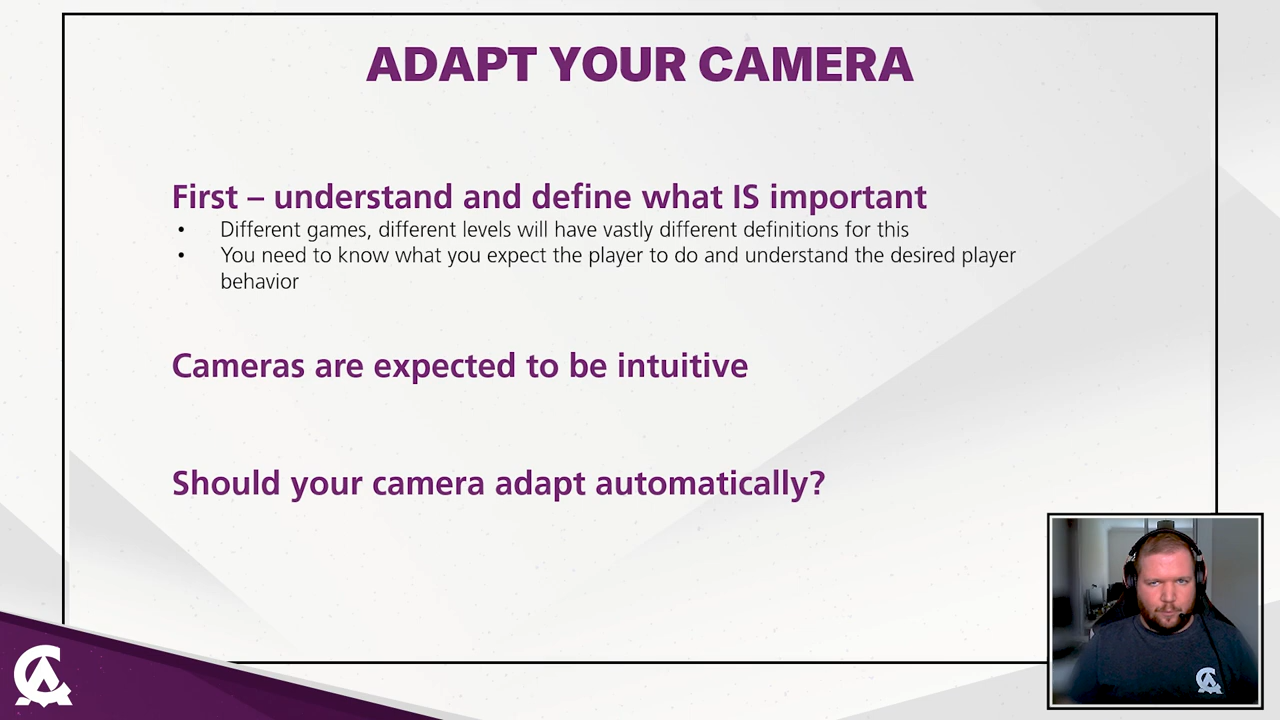 ADAPT YOUR CAMERA
First – understand and define what IS important
• Different games, different levels will have vastly different definitions for this
• You need to know what you expect the player to do and understand the desired player
behavior
Cameras are expected to be intuitive
Should your camera adapt automatically?